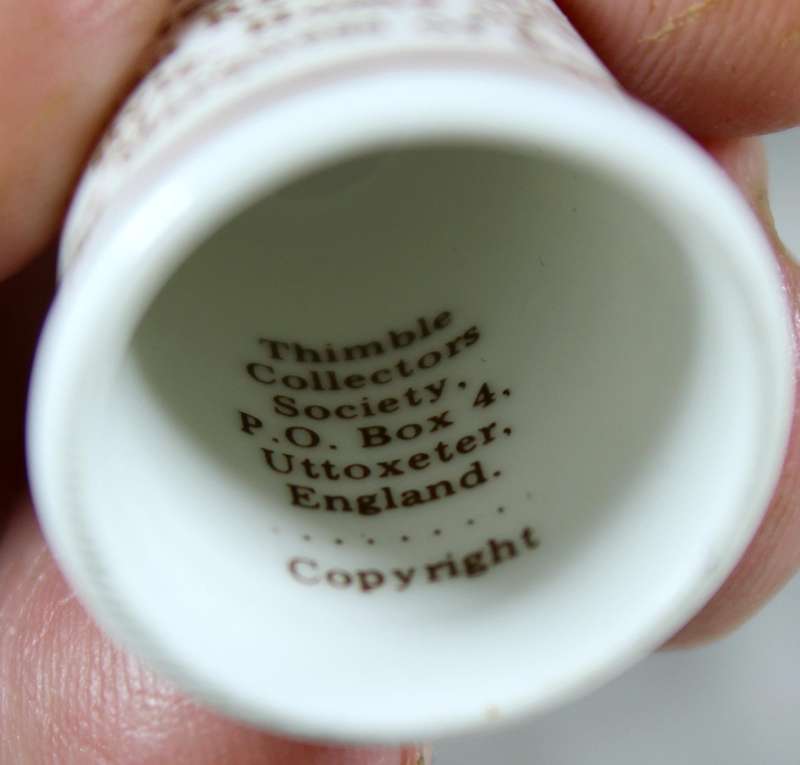 Thimble
Collectors
Society,
P.O. Box 4,
Uttoxeter,
England.
.........
Copyright